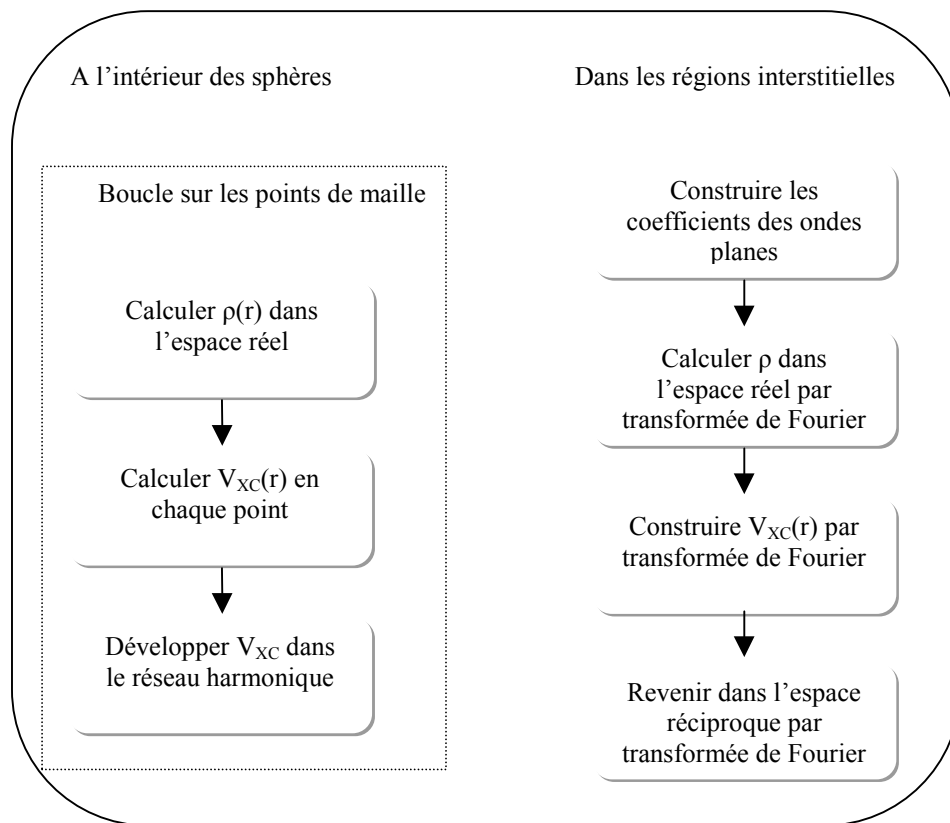 A l’intérieur des sphères
Boucle sur les points de maille
Calculer ρ(r) dans
l’espace réel
Calculer V_XC(r) en
chaque point
Développer V_XC dans
le réseau harmonique
Dans les régions interstitielles
Construire les
coefficients des ondes
planes
Calculer ρ dans
l’espace réel par
transformée de Fourier
Construire V_XC(r) par
transformée de Fourier
Revenir dans l’espace
réciproque par
transformée de Fourier